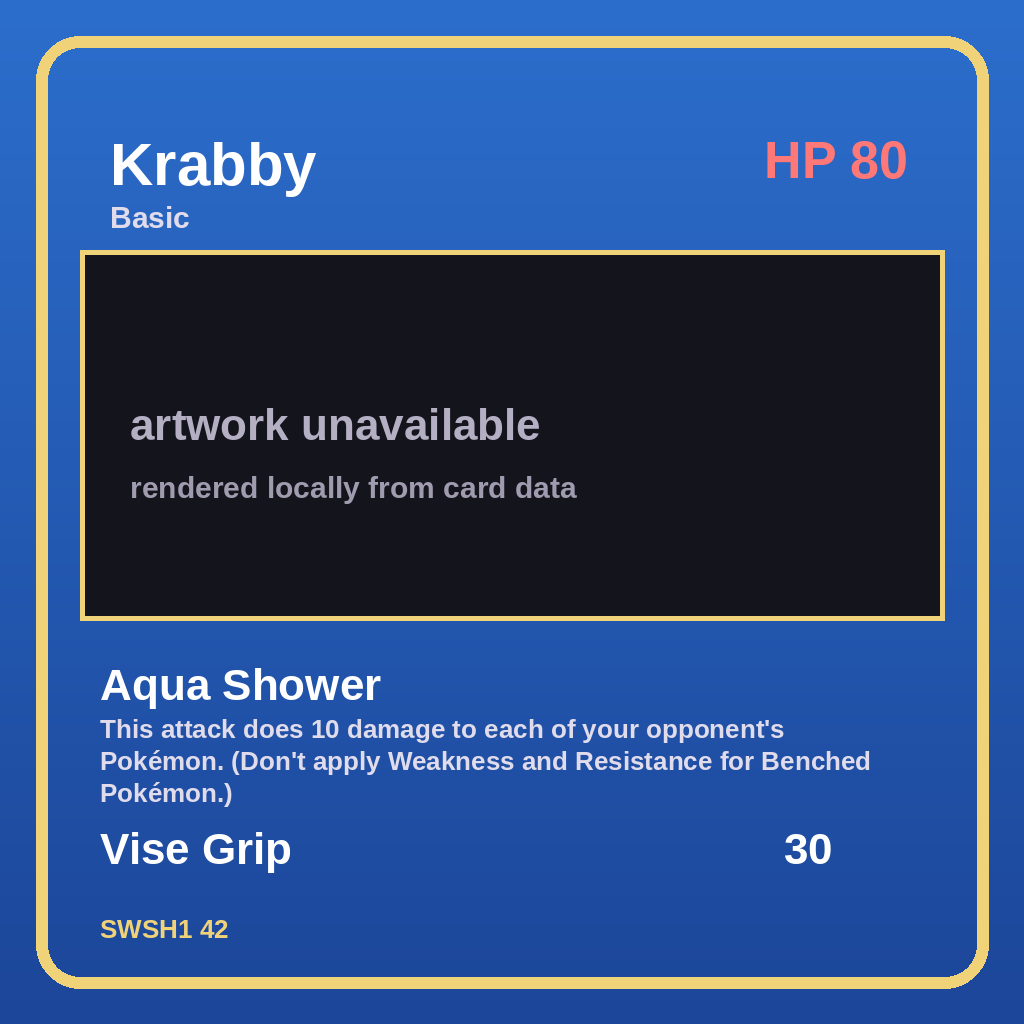 Krabby
HP 80
Basic
artwork unavailable
rendered locally from card data
Aqua Shower
This attack does 10 damage to each of your opponent's
Pokémon. (Don't apply Weakness and Resistance for Benched
Pokémon.)
Vise Grip
30
SWSH1 42